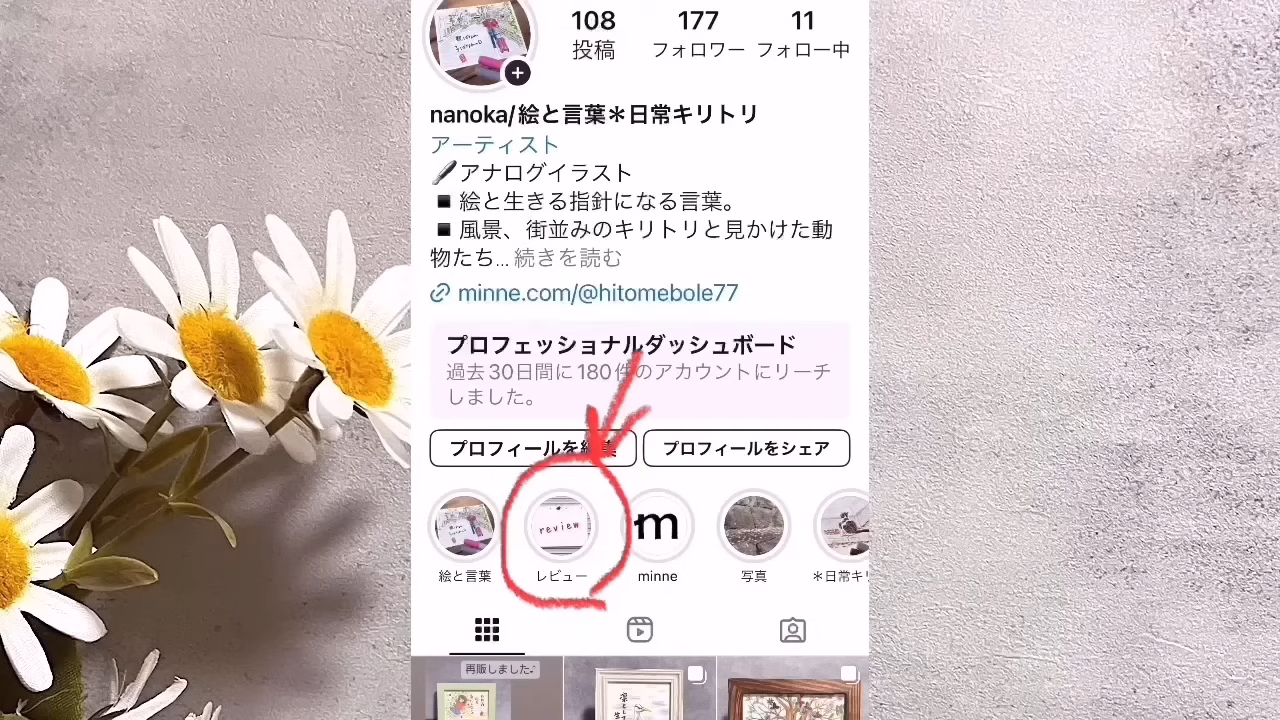 108 177 11
投稿 フォロワー フォロー中
nanoka/絵と言葉＊日常キリトリ
アーティスト
アナログイラスト
◾️絵と生きる指針になる言葉。
◾️風景、街並みのキリトリと見かけた動
物たち... 続きを読む
minne.com/@hitomebole77
プロフェッショナルダッシュボード
過去30日間に180件のアカウントにリーチ
しました。
プロフィールを編集 プロフィールをシェア
review m
絵と言葉 レビュー minne 写真 ＊日常キリ
再販しました